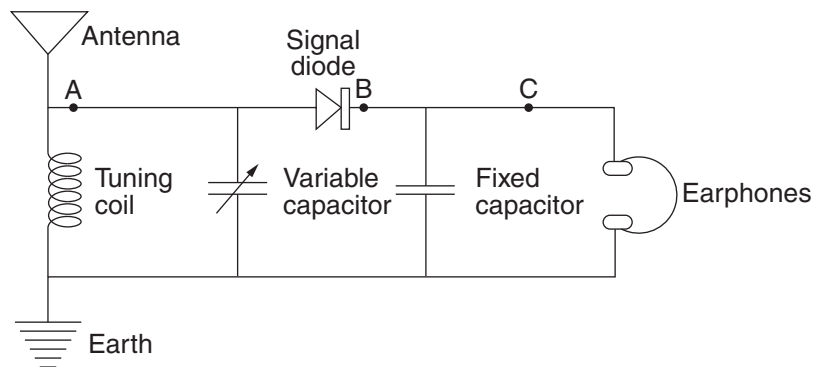 Antenna
Signal
diode
A
B
C
Tuning
coil
Variable
capacitor
Fixed
capacitor
Earphones
Earth